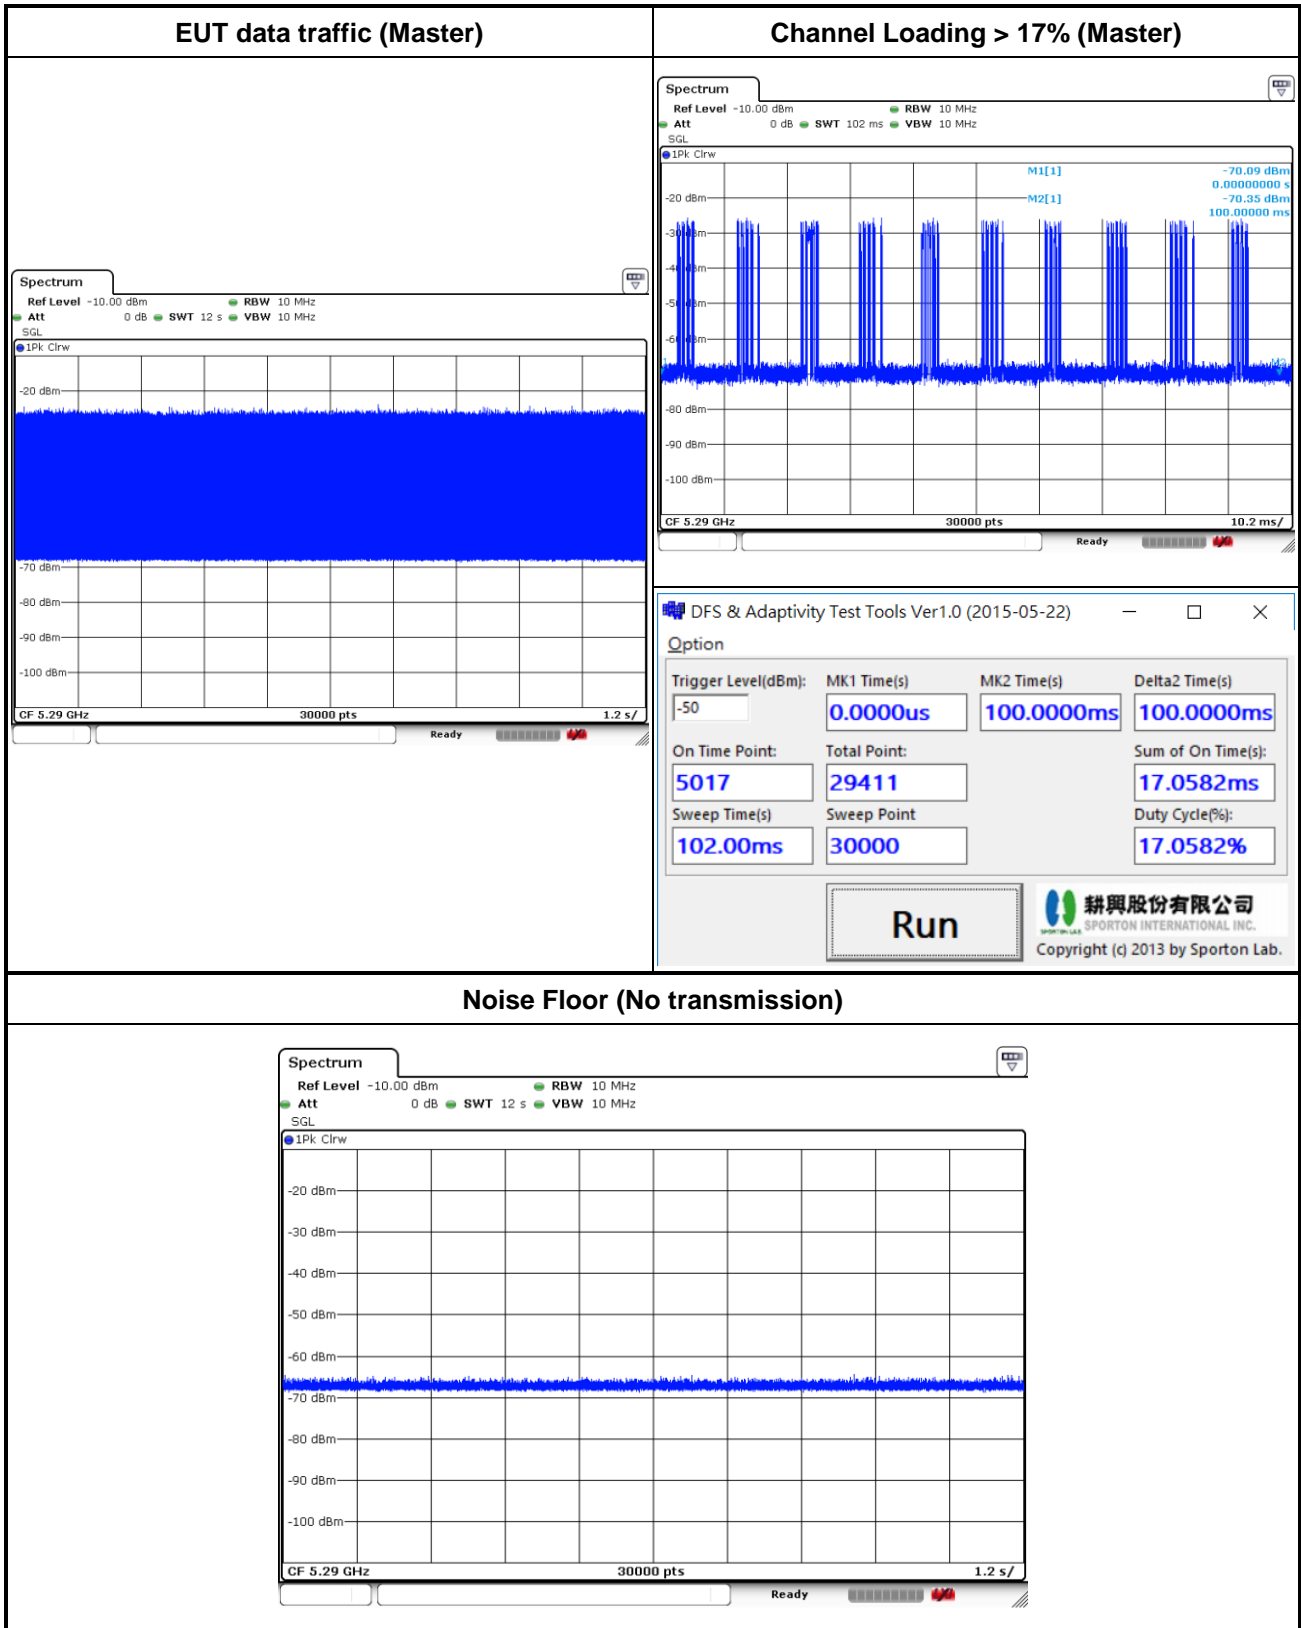 EUT data traffic (Master)
Channel Loading > 17% (Master)
Spectrum
Ref Level -10.00 dBm RBW 10 MHz
Att 0 dB SWT 12 s VBW 10 MHz
SGL
1Pk Clrw
-20 dBm
-70 dBm
-80 dBm
-90 dBm
-100 dBm
CF 5.29 GHz 30000 pts 1.2 s/
Ready
Spectrum
Ref Level -10.00 dBm RBW 10 MHz
Att 0 dB SWT 102 ms VBW 10 MHz
SGL
1Pk Clrw
M1[1] -70.09 dBm
0.00000000 s
M2[1] -70.35 dBm
100.00000 ms
-20 dBm
-80 dBm
-90 dBm
-100 dBm
CF 5.29 GHz 30000 pts 10.2 ms/
Ready
DFS & Adaptivity Test Tools Ver1.0 (2015-05-22)
Option
Trigger Level(dBm): MK1 Time(s) MK2 Time(s) Delta2 Time(s)
-50 0.0000us 100.0000ms 100.0000ms
On Time Point: Total Point: Sum of On Time(s):
5017 29411 17.0582ms
Sweep Time(s) Sweep Point Duty Cycle(%):
102.00ms 30000 17.0582%
Run
耕興股份有限公司
SPORTON LAB. SPORTON INTERNATIONAL INC.
Copyright (c) 2013 by Sporton Lab.
Noise Floor (No transmission)
Spectrum
Ref Level -10.00 dBm RBW 10 MHz
Att 0 dB SWT 12 s VBW 10 MHz
SGL
1Pk Clrw
-20 dBm
-30 dBm
-40 dBm
-50 dBm
-60 dBm
-70 dBm
-80 dBm
-90 dBm
-100 dBm
CF 5.29 GHz 30000 pts 1.2 s/
Ready